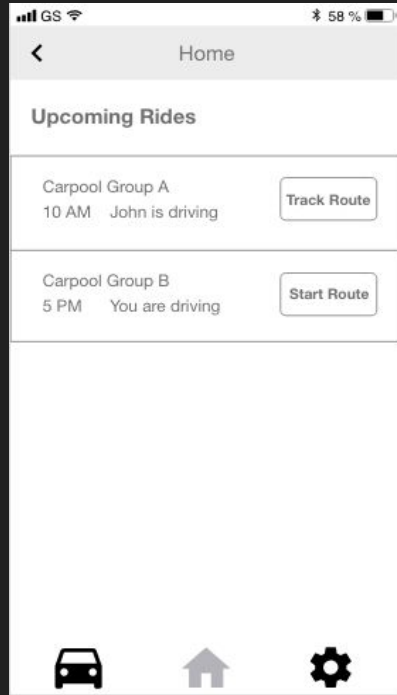 GS 58 %
Home
Upcoming Rides
Carpool Group A
10 AM John is driving
Track Route
Carpool Group B
5 PM You are driving
Start Route